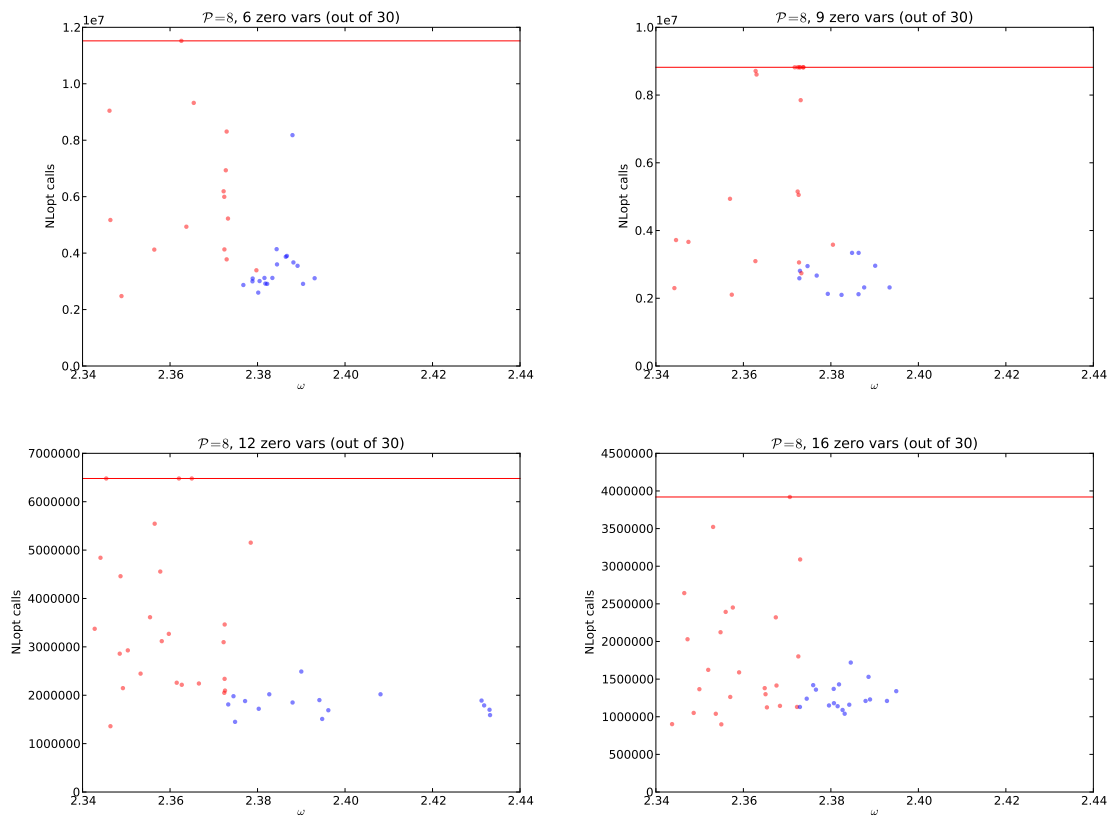 𝒫=8, 6 zero vars (out of 30)
1e7
1.2
1.0
0.8
0.6
0.4
0.2
0.0
NLopt calls
2.34 2.36 2.38 2.40 2.42 2.44
ω
𝒫=8, 9 zero vars (out of 30)
1e7
1.0
0.8
0.6
0.4
0.2
0.0
NLopt calls
2.34 2.36 2.38 2.40 2.42 2.44
ω
𝒫=8, 12 zero vars (out of 30)
7000000
6000000
5000000
4000000
3000000
2000000
1000000
0
NLopt calls
2.34 2.36 2.38 2.40 2.42 2.44
ω
𝒫=8, 16 zero vars (out of 30)
4500000
4000000
3500000
3000000
2500000
2000000
1500000
1000000
500000
0
NLopt calls
2.34 2.36 2.38 2.40 2.42 2.44
ω